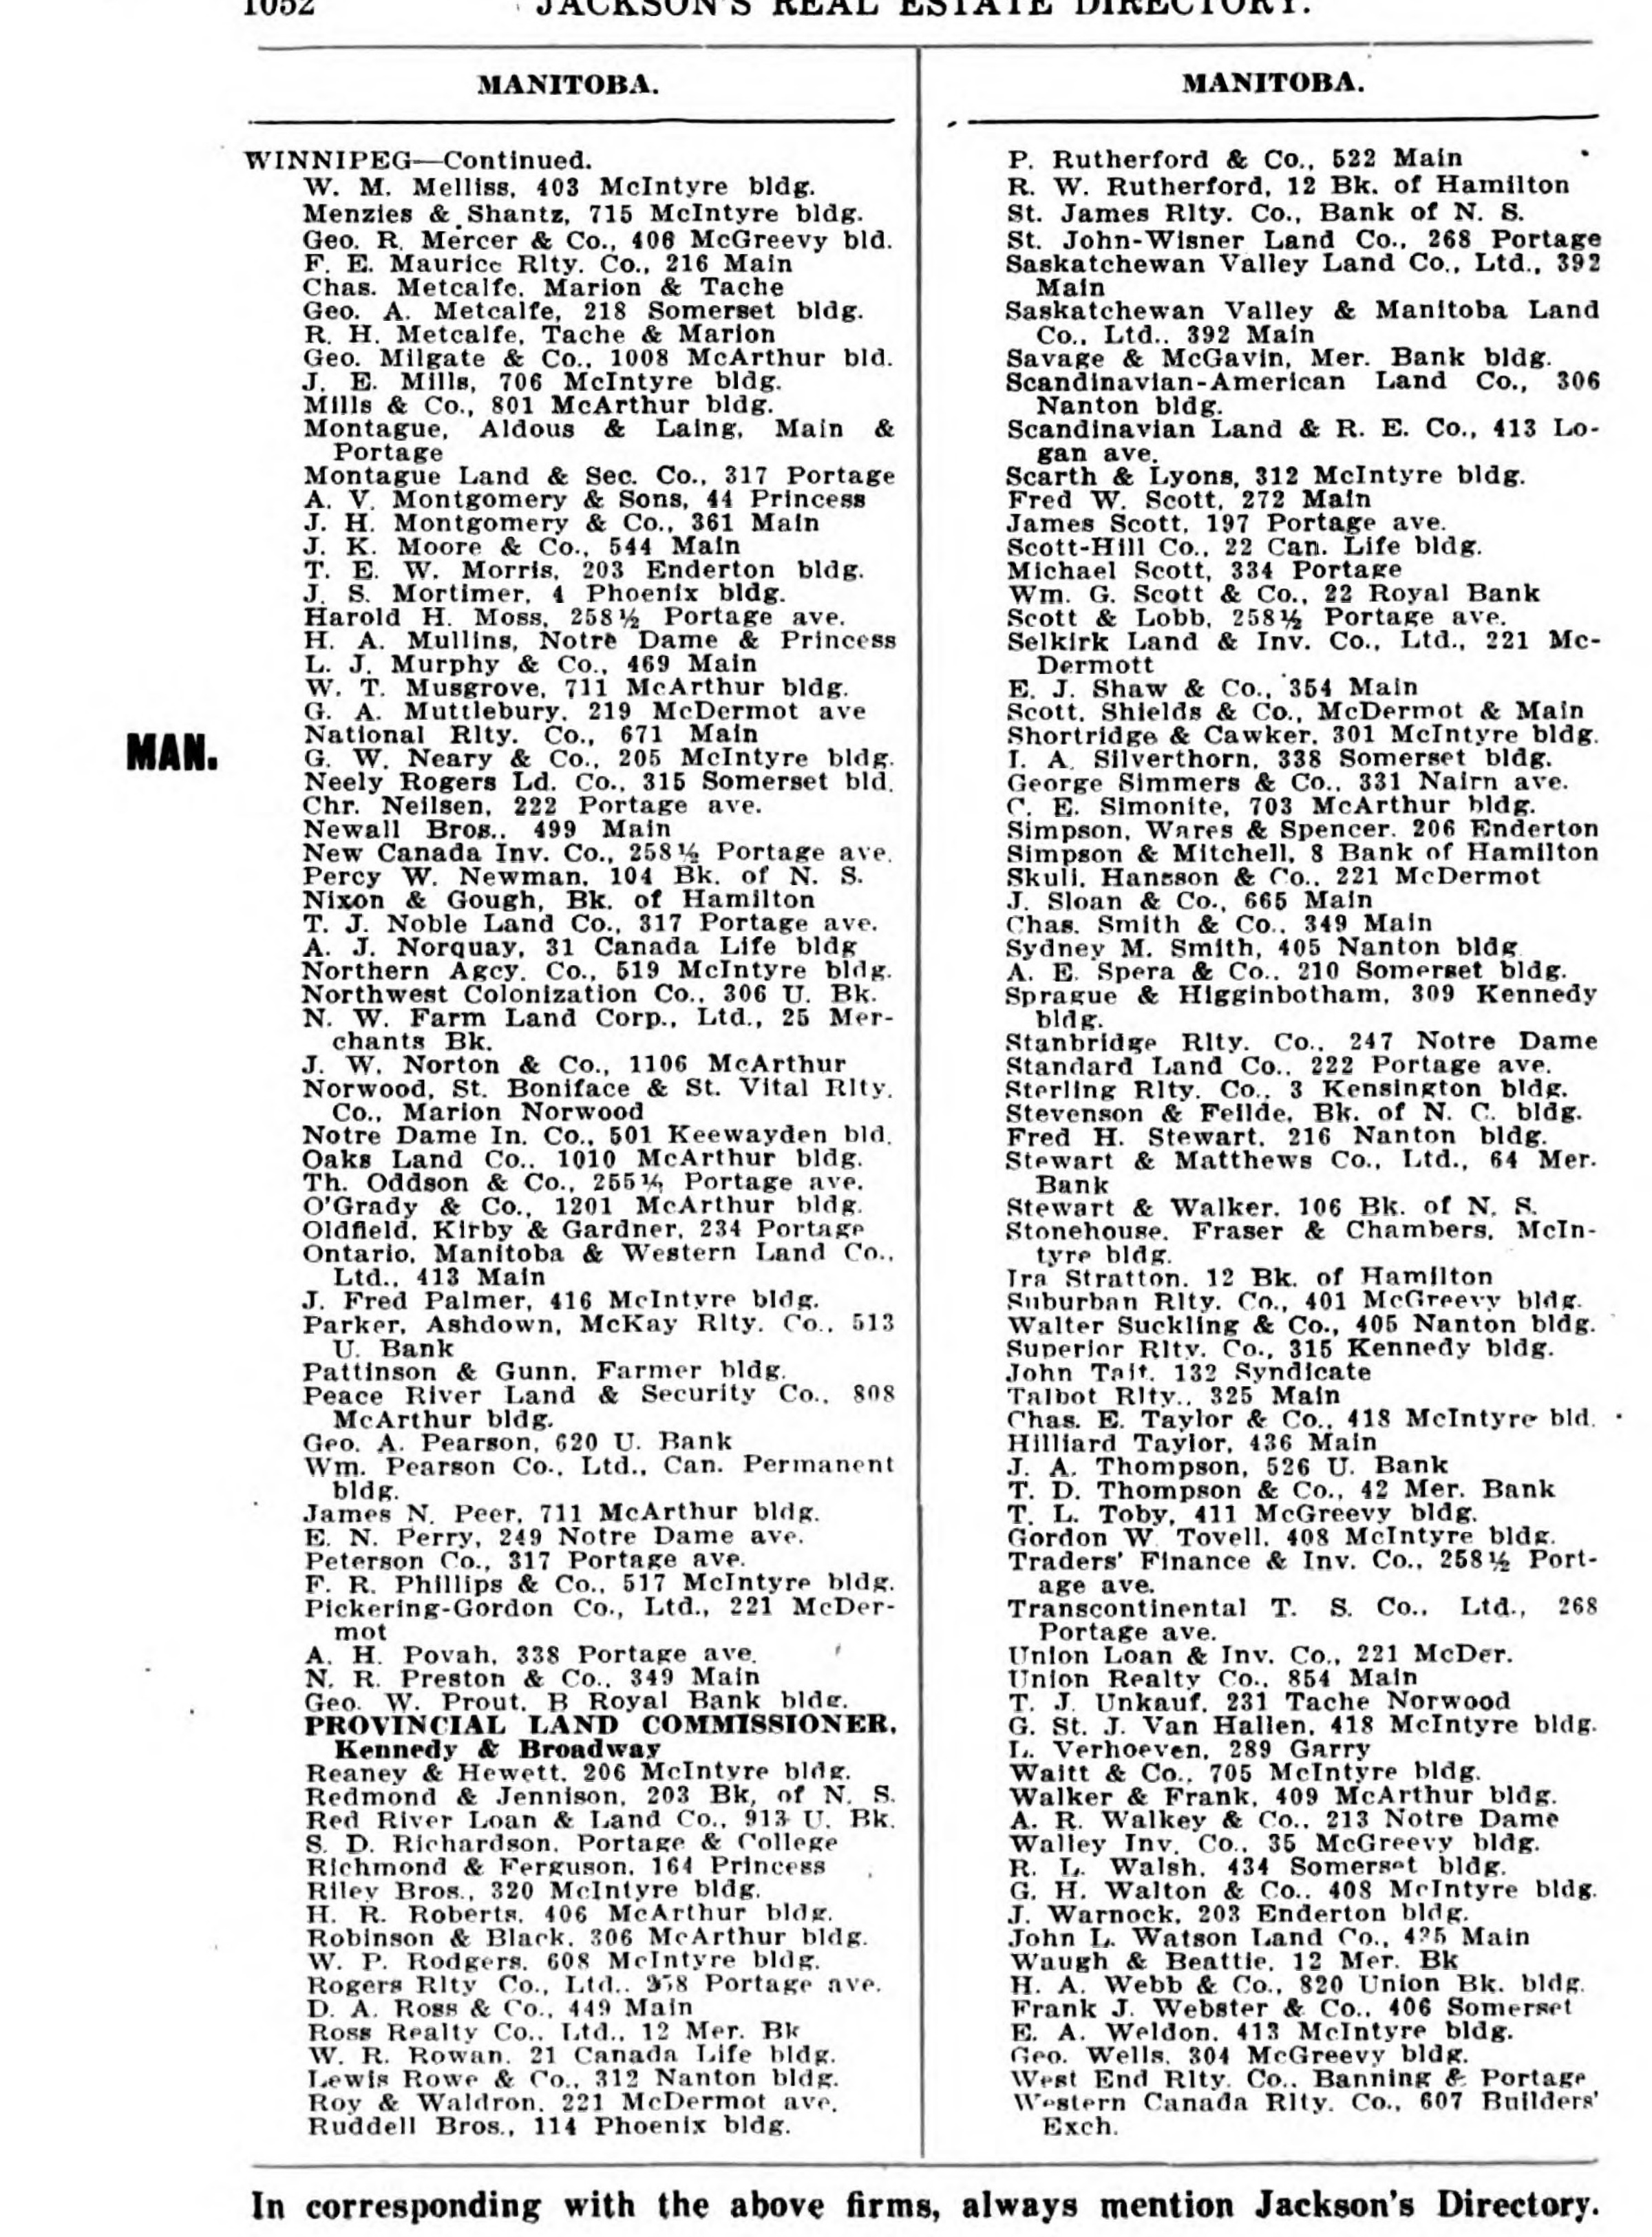 1052 JACKSON'S REAL ESTATE DIRECTORY.
MANITOBA.
WINNIPEG—Continued.
W. M. Melliss, 403 McIntyre bldg.
Menzies & Shantz, 715 McIntyre bldg.
Geo. R. Mercer & Co., 406 McGreevy bld.
F. E. Maurice Rlty. Co., 216 Main
Chas. Metcalfe, Marion & Tache
Geo. A. Metcalfe, 218 Somerset bldg.
R. H. Metcalfe, Tache & Marion
Geo. Milgate & Co., 1008 McArthur bld.
J. E. Mills, 706 McIntyre bldg.
Mills & Co., 801 McArthur bldg.
Montague, Aldous & Laing, Main &
Portage
Montague Land & Sec. Co., 317 Portage
A. V. Montgomery & Sons, 44 Princess
J. H. Montgomery & Co., 361 Main
J. K. Moore & Co., 544 Main
T. E. W. Morris, 203 Enderton bldg.
J. S. Mortimer, 4 Phoenix bldg.
Harold H. Moss, 258½ Portage ave.
H. A. Mullins, Notre Dame & Princess
L. J. Murphy & Co., 469 Main
W. T. Musgrove, 711 McArthur bldg.
G. A. Muttlebury, 219 McDermot ave
MAN.
National Rlty. Co., 671 Main
G. W. Neary & Co., 205 McIntyre bldg.
Neely Rogers Ld. Co., 315 Somerset bld.
Chr. Neilsen, 222 Portage ave.
Newall Bros., 499 Main
New Canada Inv. Co., 258½ Portage ave.
Percy W. Newman, 104 Bk. of N. S.
Nixon & Gough, Bk. of Hamilton
T. J. Noble Land Co., 317 Portage ave.
A. J. Norquay, 31 Canada Life bldg
Northern Agcy. Co., 519 McIntyre bldg.
Northwest Colonization Co., 306 U. Bk.
N. W. Farm Land Corp., Ltd., 25 Mer-
chants Bk.
J. W. Norton & Co., 1106 McArthur
Norwood, St. Boniface & St. Vital Rlty.
Co., Marion Norwood
Notre Dame In. Co., 501 Keewayden bld.
Oaks Land Co., 1010 McArthur bldg.
Th. Oddson & Co., Portage ave.
O'Grady & Co., 1201 McArthur bldg.
Oldfield, Kirby & Gardner, 234 Portage
Ontario, Manitoba & Western Land Co.,
Ltd., 413 Main
J. Fred Palmer, 416 McIntyre bldg.
Parker, Ashdown, McKay Rlty. Co., 513
U. Bank
Pattinson & Gunn, Farmer bldg.
Peace River Land & Security Co., 808
McArthur bldg.
Geo. A. Pearson, 620 U. Bank
Wm. Pearson Co., Ltd., Can. Permanent
bldg.
James N. Peer, 711 McArthur bldg.
E. N. Perry, 249 Notre Dame ave.
Peterson Co., 317 Portage ave.
F. R. Phillips & Co., 517 McIntyre bldg.
Pickering-Gordon Co., Ltd., 221 McDer-
mot
A. H. Povah, 338 Portage ave.
N. R. Preston & Co., 349 Main
Geo. W. Prout, B Royal Bank bldg.
PROVINCIAL LAND COMMISSIONER,
Kennedy & Broadway
Reaney & Hewett, 206 McIntyre bldg.
Redmond & Jennison, 203 Bk, of N. S.
Red River Loan & Land Co., 913 U. Bk.
S. D. Richardson, Portage & College
Richmond & Ferguson, 164 Princess
Riley Bros., 320 McIntyre bldg.
H. R. Roberts, 406 McArthur bldg.
Robinson & Black, 306 McArthur bldg.
W. P. Rodgers, 608 McIntyre bldg.
Rogers Rlty Co., Ltd., Portage ave.
D. A. Ross & Co., 449 Main
Ross Realty Co., Ltd., 12 Mer. Bk
W. R. Rowan, 21 Canada Life bldg.
Lewis Rowe & Co., 312 Nanton bldg.
Roy & Waldron, 221 McDermot ave.
Ruddell Bros., 114 Phoenix bldg.
MANITOBA.
P. Rutherford & Co., 522 Main
R. W. Rutherford, 12 Bk. of Hamilton
St. James Rlty. Co., Bank of N. S.
St. John-Wisner Land Co., 268 Portage
Saskatchewan Valley Land Co., Ltd., 392
Main
Saskatchewan Valley & Manitoba Land
Co., Ltd., 392 Main
Savage & McGavin, Mer. Bank bldg.
Scandinavian-American Land Co., 306
Nanton bldg.
Scandinavian Land & R. E. Co., 413 Lo-
gan ave.
Scarth & Lyons, 312 McIntyre bldg.
Fred W. Scott, 272 Main
James Scott, 197 Portage ave.
Scott-Hill Co., 22 Can. Life bldg.
Michael Scott, 334 Portage
Wm. G. Scott & Co., 22 Royal Bank
Scott & Lobb, 258½ Portage ave.
Selkirk Land & Inv. Co., Ltd., 221 Mc-
Dermott
E. J. Shaw & Co., 354 Main
Scott, Shields & Co., McDermot & Main
Shortridge & Cawker, 301 McIntyre bldg.
I. A. Silverthorn, 338 Somerset bldg.
George Simmers & Co., 331 Nairn ave.
C. E. Simonite, 703 McArthur bldg.
Simpson, Wares & Spencer, 206 Enderton
Simpson & Mitchell, 8 Bank of Hamilton
Skuli, Hansson & Co., 221 McDermot
J. Sloan & Co., 665 Main
Chas. Smith & Co., 349 Main
Sydney M. Smith, 405 Nanton bldg
A. E. Spera & Co., 210 Somerset bldg.
Sprague & Higginbotham, 309 Kennedy
bldg.
Stanbridge Rlty. Co., 247 Notre Dame
Standard Land Co., 222 Portage ave.
Sterling Rlty. Co., 3 Kensington bldg.
Stevenson & Feilde, Bk. of N. C. bldg.
Fred H. Stewart, 216 Nanton bldg.
Stewart & Matthews Co., Ltd., 64 Mer.
Bank
Stewart & Walker, 106 Bk. of N. S.
Stonehouse, Fraser & Chambers, McIn-
tyre bldg.
Ira Stratton, 12 Bk. of Hamilton
Suburban Rlty. Co., 401 McGreevy bldg.
Walter Suckling & Co., 405 Nanton bldg.
Superior Rlty. Co., 315 Kennedy bldg.
John Tait, 132 Syndicate
Talbot Rlty., 325 Main
Chas. E. Taylor & Co., 418 McIntyre bld.
Hilliard Taylor, 436 Main
J. A. Thompson, 526 U. Bank
T. D. Thompson & Co., 42 Mer. Bank
T. L. Toby, 411 McGreevy bldg.
Gordon W Tovell, 408 McIntyre bldg.
Traders' Finance & Inv. Co., 258½ Port-
age ave.
Transcontinental T. S. Co., Ltd., 268
Portage ave.
Union Loan & Inv. Co., 221 McDer.
Union Realty Co., 854 Main
T. J. Unkauf, 231 Tache Norwood
G. St. J. Van Hallen, 418 McIntyre bldg.
L. Verhoeven, 289 Garry
Waitt & Co., 705 McIntyre bldg.
Walker & Frank, 409 McArthur bldg.
A. R. Walkey & Co., 213 Notre Dame
Walley Inv. Co., 35 McGreevy bldg.
R. L. Walsh, 434 Somerset bldg.
G. H. Walton & Co., 408 McIntyre bldg.
J. Warnock, 203 Enderton bldg.
John L. Watson Land Co., Main
Waugh & Beattie, 12 Mer. Bk
H. A. Webb & Co., 820 Union Bk. bldg.
Frank J. Webster & Co., 406 Somerset
E. A. Weldon, 413 McIntyre bldg.
Geo. Wells, 304 McGreevy bldg.
West End Rlty. Co., Banning & Portage
Western Canada Rlty. Co., 607 Builders'
Exch.
In corresponding with the above firms, always mention Jackson's Directory.